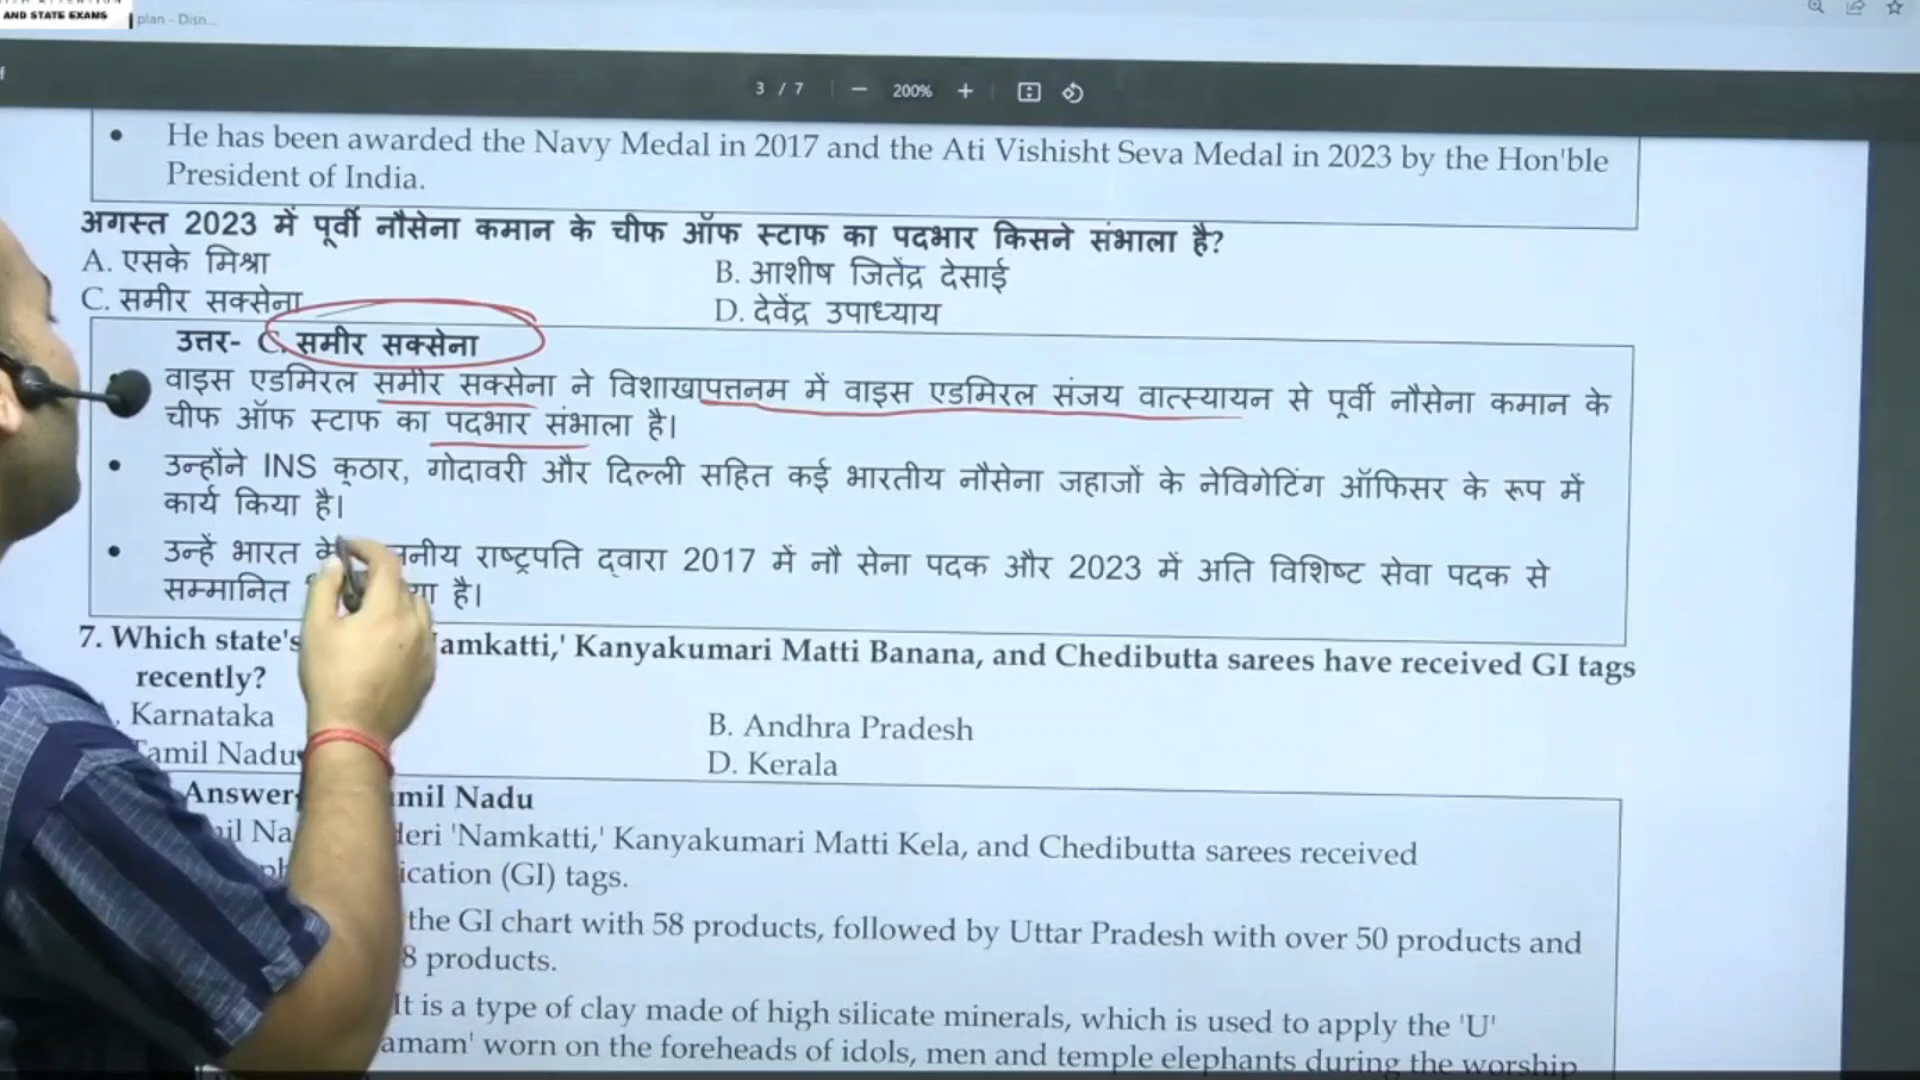 AND STATE EXAMS
plan - Disn...
3 / 7
200%
• He has been awarded the Navy Medal in 2017 and the Ati Vishisht Seva Medal in 2023 by the Hon'ble
President of India.
अगस्त 2023 में पूर्वी नौसेना कमान के चीफ ऑफ स्टाफ का पदभार किसने संभाला है?
A. एसके मिश्रा B. आशीष जितेंद्र देसाई
C. समीर सक्सेना D. देवेंद्र उपाध्याय
उत्तर- C. समीर सक्सेना
वाइस एडमिरल समीर सक्सेना ने विशाखापत्तनम में वाइस एडमिरल संजय वात्स्यायन से पूर्वी नौसेना कमान के
चीफ ऑफ स्टाफ का पदभार संभाला है।
• उन्होंने INS कुठार, गोदावरी और दिल्ली सहित कई भारतीय नौसेना जहाजों के नेविगेटिंग ऑफिसर के रूप में
कार्य किया है।
• उन्हें भारत के राष्ट्रपति द्वारा 2017 में नौ सेना पदक और 2023 में अति विशिष्ट सेवा पदक से
सम्मानित है।
7. Which state's Kanyakumari Matti Banana, and Chedibutta sarees have received GI tags
recently?
Karnataka B. Andhra Pradesh
Tamil Nadu D. Kerala
Answer Nadu
'Namkatti,' Kanyakumari Matti Kela, and Chedibutta sarees received
(GI) tags.
the GI chart with 58 products, followed by Uttar Pradesh with over 50 products and
products.
It is a type of clay made of high silicate minerals, which is used to apply the 'U'
worn on the foreheads of idols, men and temple elephants during the worship